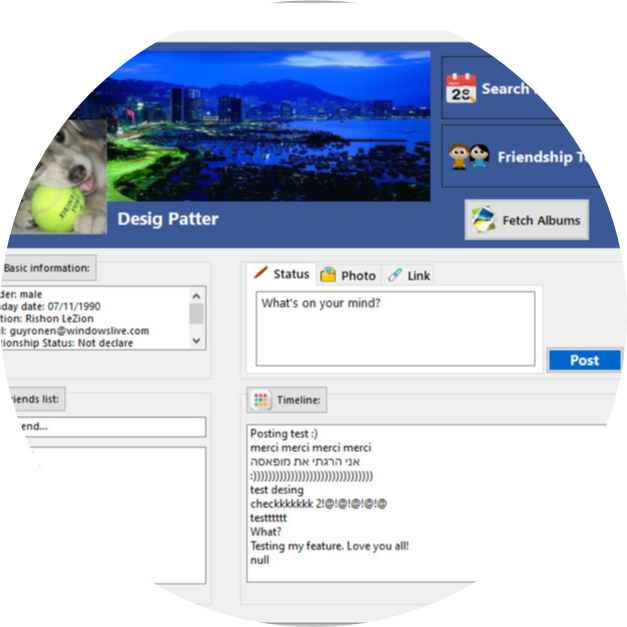 28
Search
Friendship
Fetch Albums
Desig Patter
Basic information:
der: male
day date: 07/11/1990
tion: Rishon LeZion
l: guyronen@windowslive.com
ionship Status: Not declare
Status
Photo
Link
What's on your mind?
Post
iends list:
end...
Timeline:
Posting test :)
merci merci merci merci
אני הרגתי את מופאסה
:))))))))))))))))))))))))))))))))))
test desing
checkkkkkkk 2!@!@!@!@!@
testttttt
What?
Testing my feature. Love you all!
null